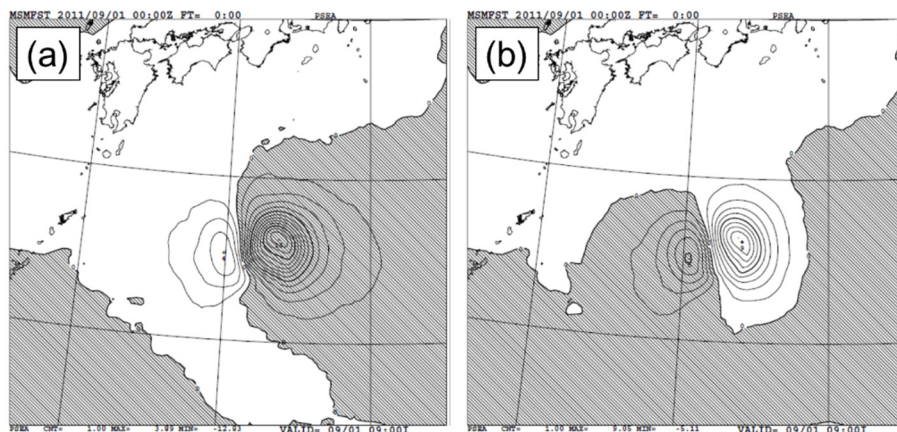 MSMFST 2011/09/01 00:00Z FT= 0:00 PSEA
(a)
PSEA CNT= 1.00 MAX= 3.89 MIN= -12.83 VALID= 09/01 09:00I
MSMFST 2011/09/01 00:00Z FT= 0:00 PSEA
(b)
PSEA CNT= 1.00 MAX= 9.05 MIN= -5.11 VALID= 09/01 09:00I